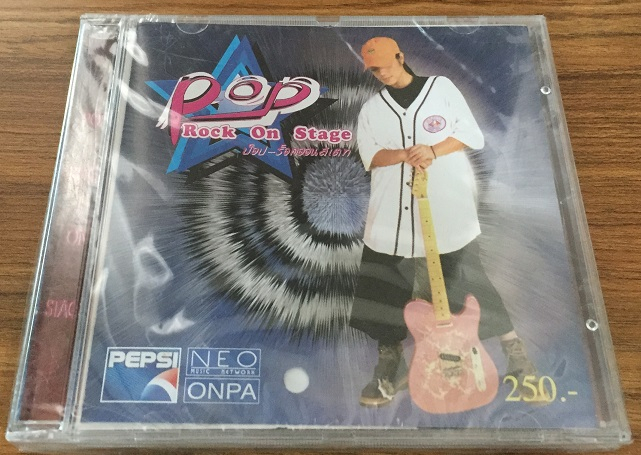 Pop
Rock On Stage
ป๊อป-ร็อคออนสเตท
PEPSI
NEO
MUSIC NETWORK
ONPA
250.-